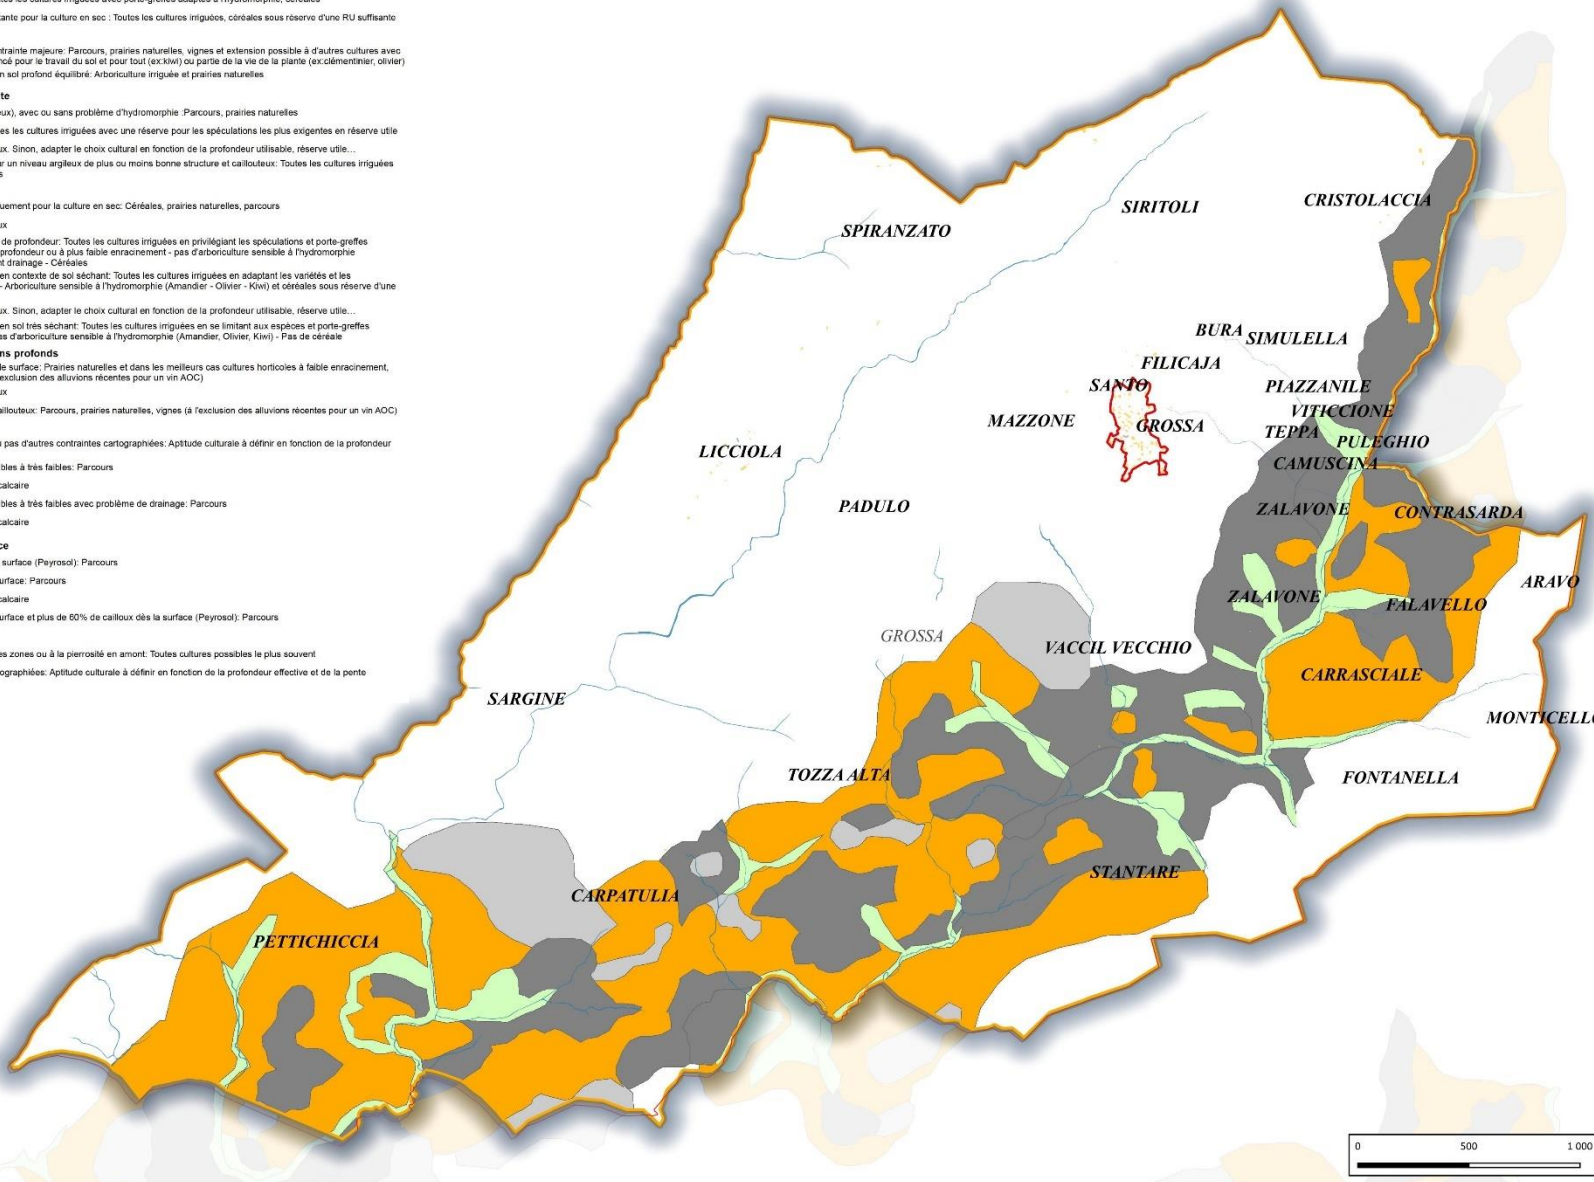 tes les cultures irriguées avec porte-greffes adaptés à l'hydromorphie, céréales
tante pour la culture en sec : Toutes les cultures irriguées, céréales sous réserve d'une RU suffisante
ntrainte majeure: Parcours, prairies naturelles, vignes et extension possible à d'autres cultures avec
ncé pour le travail du sol et pour tout (ex:kiwi) ou partie de la vie de la plante (ex:clémentinier, olivier)
n sol profond équilibré: Arboriculture irriguée et prairies naturelles
te
eux), avec ou sans problème d'hydromorphie :Parcours, prairies naturelles
es les cultures irriguées avec une réserve pour les spéculations les plus exigentes en réserve utile
ux. Sinon, adapter le choix cultural en fonction de la profondeur utilisable, réserve utile...
ur un niveau argileux de plus ou moins bonne structure et caillouteux: Toutes les cultures irriguées
s
uement pour la culture en sec: Céréales, prairies naturelles, parcours
ux
de profondeur: Toutes les cultures irriguées en privilégiant les spéculations et porte-greffes
profondeur ou à plus faible enracinement - pas d'arboriculture sensible à l'hydromorphie
nt drainage - Céréales
en contexte de sol séchant: Toutes les cultures irriguées en adaptant les variétés et les
- Arboriculture sensible à l'hydromorphie (Amandier - Olivier - Kiwi) et céréales sous réserve d'une
ux. Sinon, adapter le choix cultural en fonction de la profondeur utilisable, réserve utile...
en sol très séchant: Toutes les cultures irriguées en se limitant aux espèces et porte-greffes
as d'arboriculture sensible à l'hydromorphie (Amandier, Olivier, Kiwi) - Pas de céréale
ns profonds
de surface: Prairies naturelles et dans les meilleurs cas cultures horticoles à faible enracinement,
exclusion des alluvions récentes pour un vin AOC)
ux
aillouteux: Parcours, prairies naturelles, vignes (à l'exclusion des alluvions récentes pour un vin AOC)
u pas d'autres contraintes cartographiées: Aptitude culturale à définir en fonction de la profondeur
bles à très faibles: Parcours
calcaire
bles à très faibles avec problème de drainage: Parcours
calcaire
ce
surface (Peyrosol): Parcours
urface: Parcours
calcaire
urface et plus de 60% de cailloux dès la surface (Peyrosol): Parcours
es zones ou à la pierrosité en amont: Toutes cultures possibles le plus souvent
ographiées: Aptitude culturale à définir en fonction de la profondeur effective et de la pente
CRISTOLACCIA
SIRITOLI
SPIRANZATO
BURA
SIMULELLA
FILICAJA
SANTO
PIAZZANILE
VITICCIONE
MAZZONE
GROSSA
TEPPA
PULEGHIO
LICCIOLA
CAMUSCINA
PADULO
ZALAVONE
CONTRASARDA
ARAVO
ZALAVONE
FALAVELLO
GROSSA
VACCIL VECCHIO
CARRASCIALE
SARGINE
MONTICELLO
TOZZA ALTA
FONTANELLA
STANTARE
CARPATULIA
PETTICHICCIA
0 500 1 000